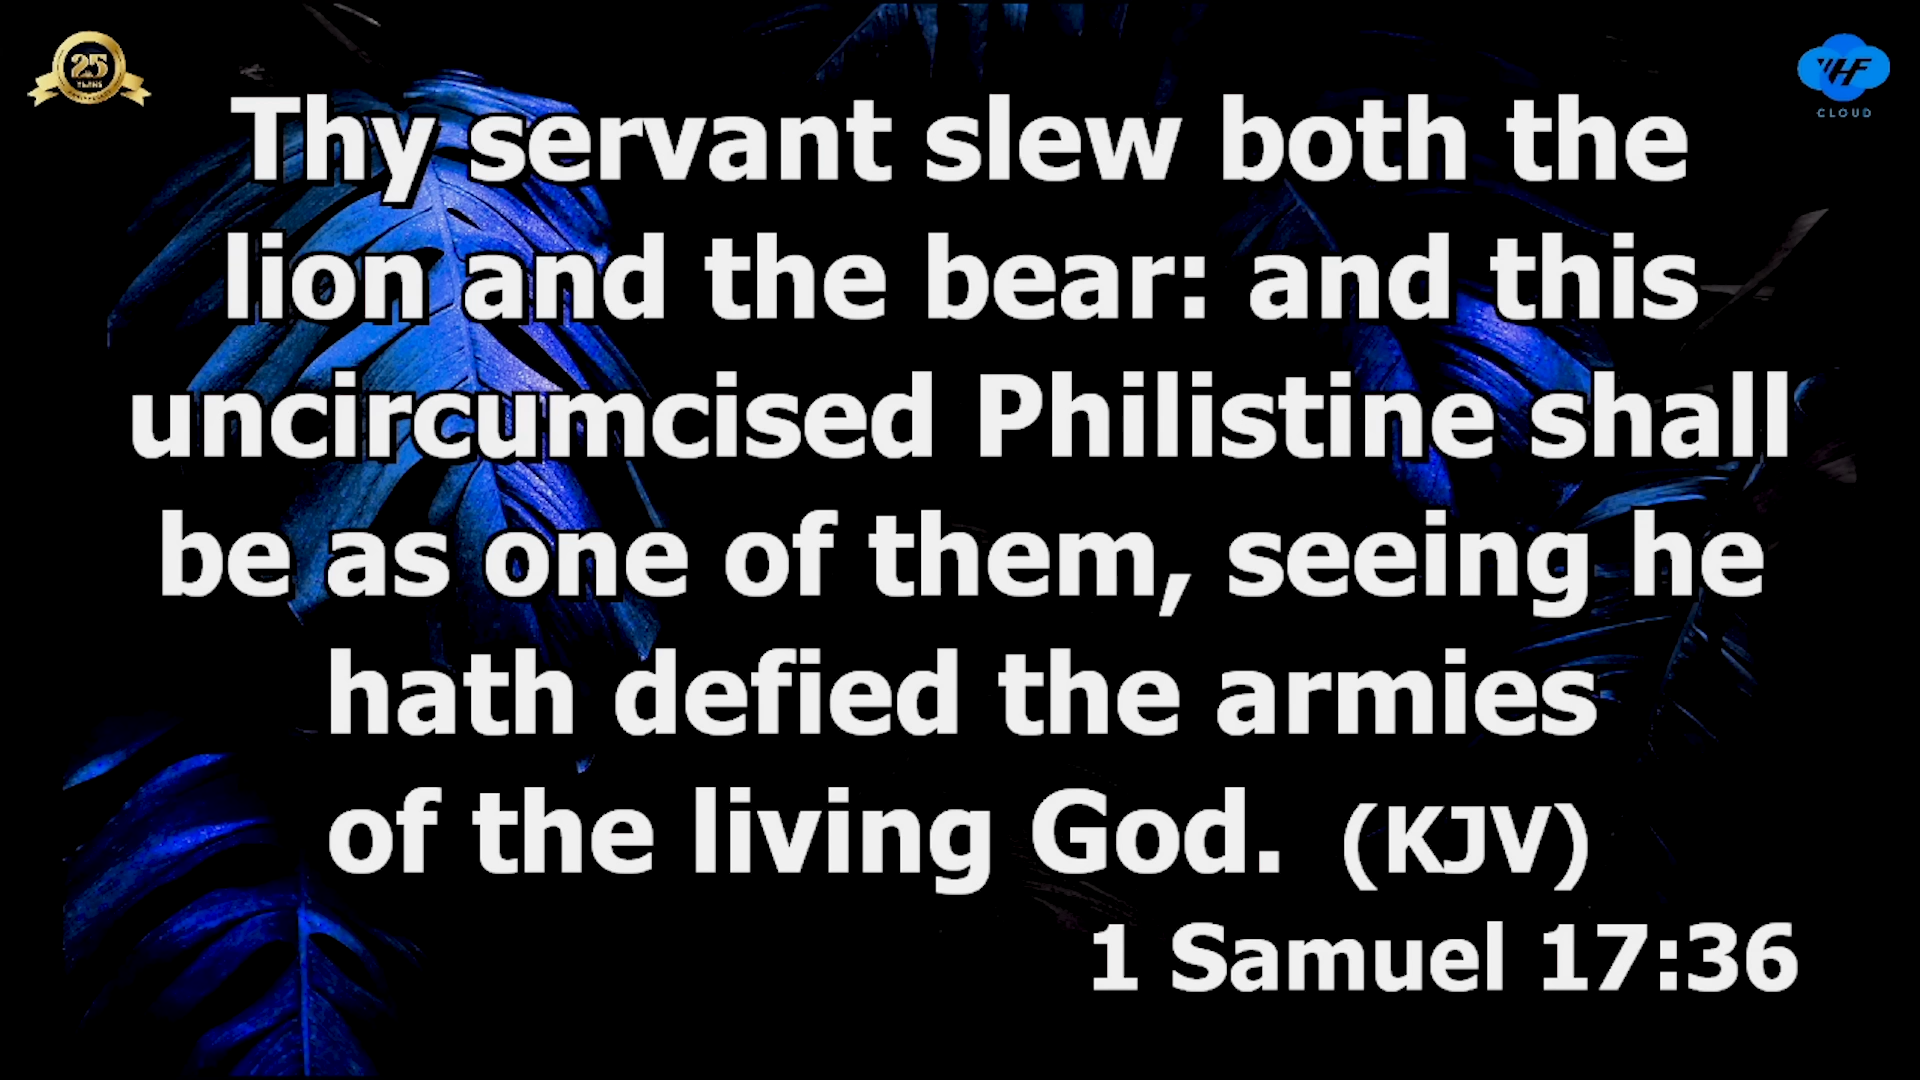 25
YEARS
CLOUD
Thy servant slew both the
lion and the bear: and this
uncircumcised Philistine shall
be as one of them, seeing he
hath defied the armies
of the living God. (KJV)
1 Samuel 17:36